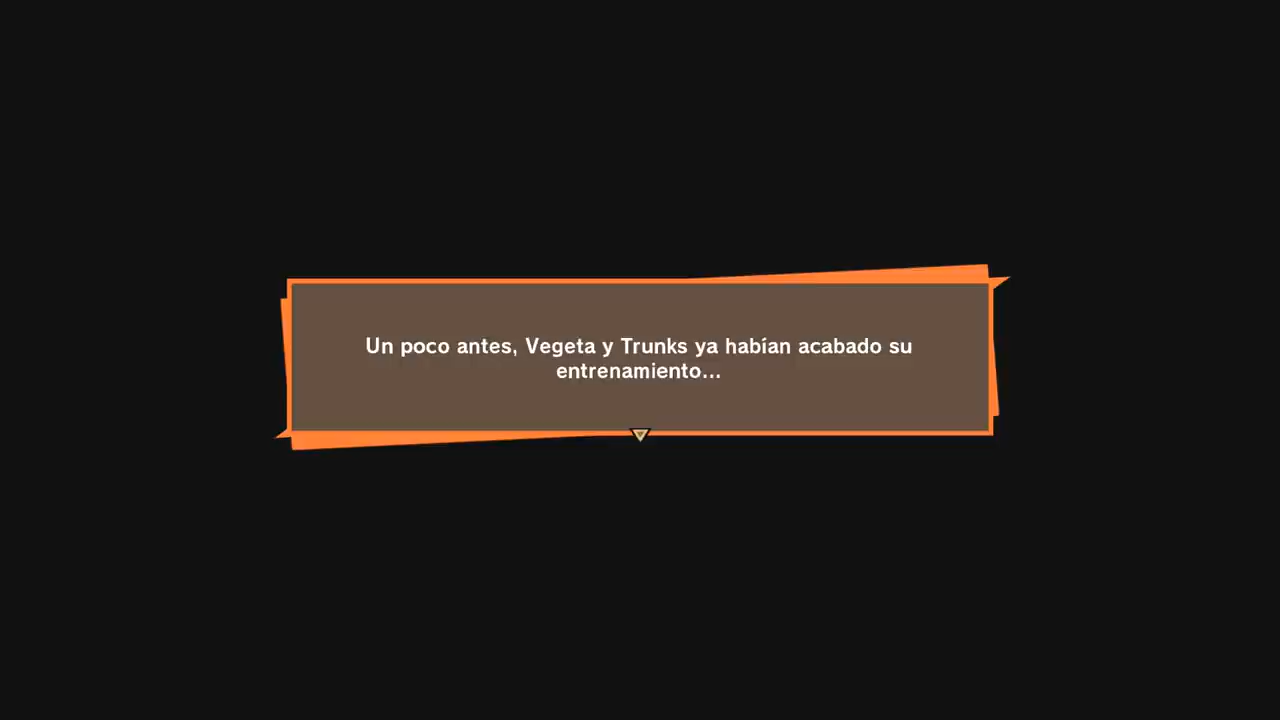 Un poco antes, Vegeta y Trunks ya habían acabado su
entrenamiento...